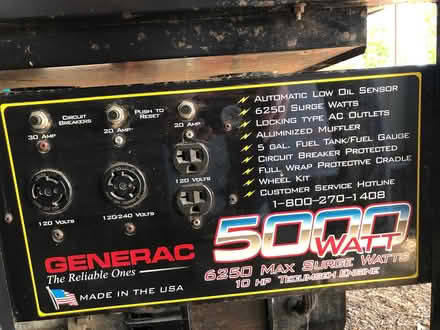 CIRCUIT BREAKERS
PUSH TO RESET
30 AMP
20 AMP
20 AMP
120 VOLTS
120 VOLTS
120/240 VOLTS
GENERAC
The Reliable Ones
MADE IN THE USA
AUTOMATIC LOW OIL SENSOR
6250 SURGE WATTS
LOCKING TYPE AC OUTLETS
ALUMINIZED MUFFLER
5 GAL. FUEL TANK/FUEL GAUGE
CIRCUIT BREAKER PROTECTED
FULL WRAP PROTECTIVE CRADLE
WHEEL KIT
CUSTOMER SERVICE HOTLINE
1-800-270-1408
5000
WATT
6250 MAX SURGE WATTS
10 HP TECUMSEH ENGINE